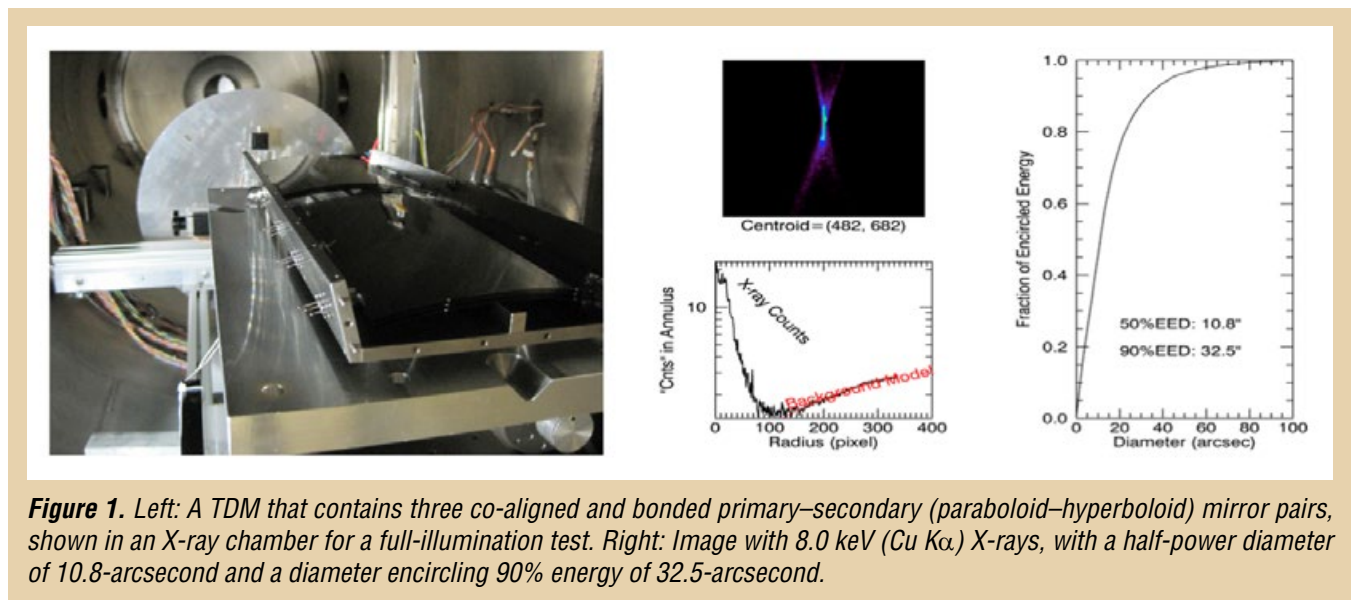 Centroid=(482, 682)
"Cnts" in Annulus
10
X-ray Counts
Background Model
0 100 200 300 400
Radius (pixel)
Fraction of Encircled Energy
1.0
0.8
0.6
0.4
0.2
0.0
50%EED: 10.8"
90%EED: 32.5"
0 20 40 60 80 100
Diameter (arcsec)
Figure 1. Left: A TDM that contains three co-aligned and bonded primary–secondary (paraboloid–hyperboloid) mirror pairs,
shown in an X-ray chamber for a full-illumination test. Right: Image with 8.0 keV (Cu Kα) X-rays, with a half-power diameter
of 10.8-arcsecond and a diameter encircling 90% energy of 32.5-arcsecond.